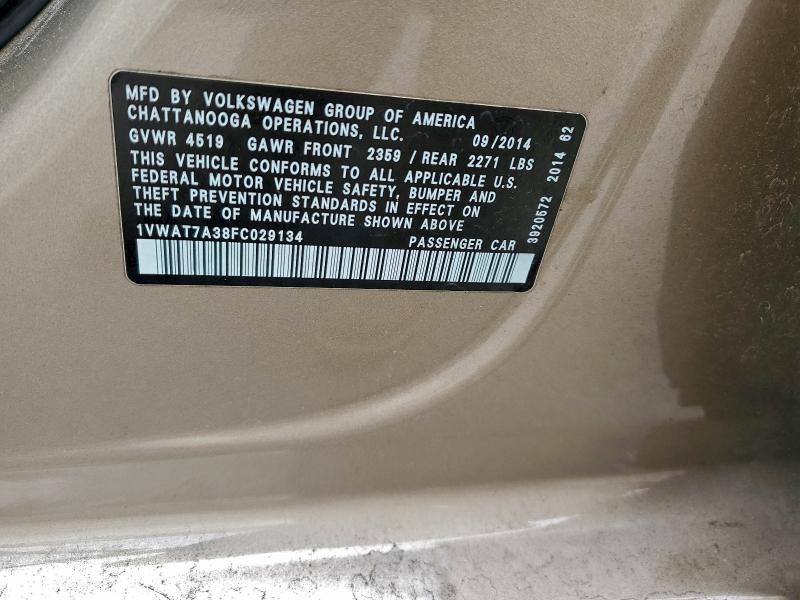 MFD BY VOLKSWAGEN GROUP OF AMERICA
CHATTANOOGA OPERATIONS, LLC. 09/2014
GVWR 4519 GAWR FRONT 2359 / REAR 2271 LBS
THIS VEHICLE CONFORMS TO ALL APPLICABLE U.S.
FEDERAL MOTOR VEHICLE SAFETY, BUMPER AND
THEFT PREVENTION STANDARDS IN EFFECT ON
THE DATE OF MANUFACTURE SHOWN ABOVE
1VWAT7A38FC029134 PASSENGER CAR
3920672 2014 62